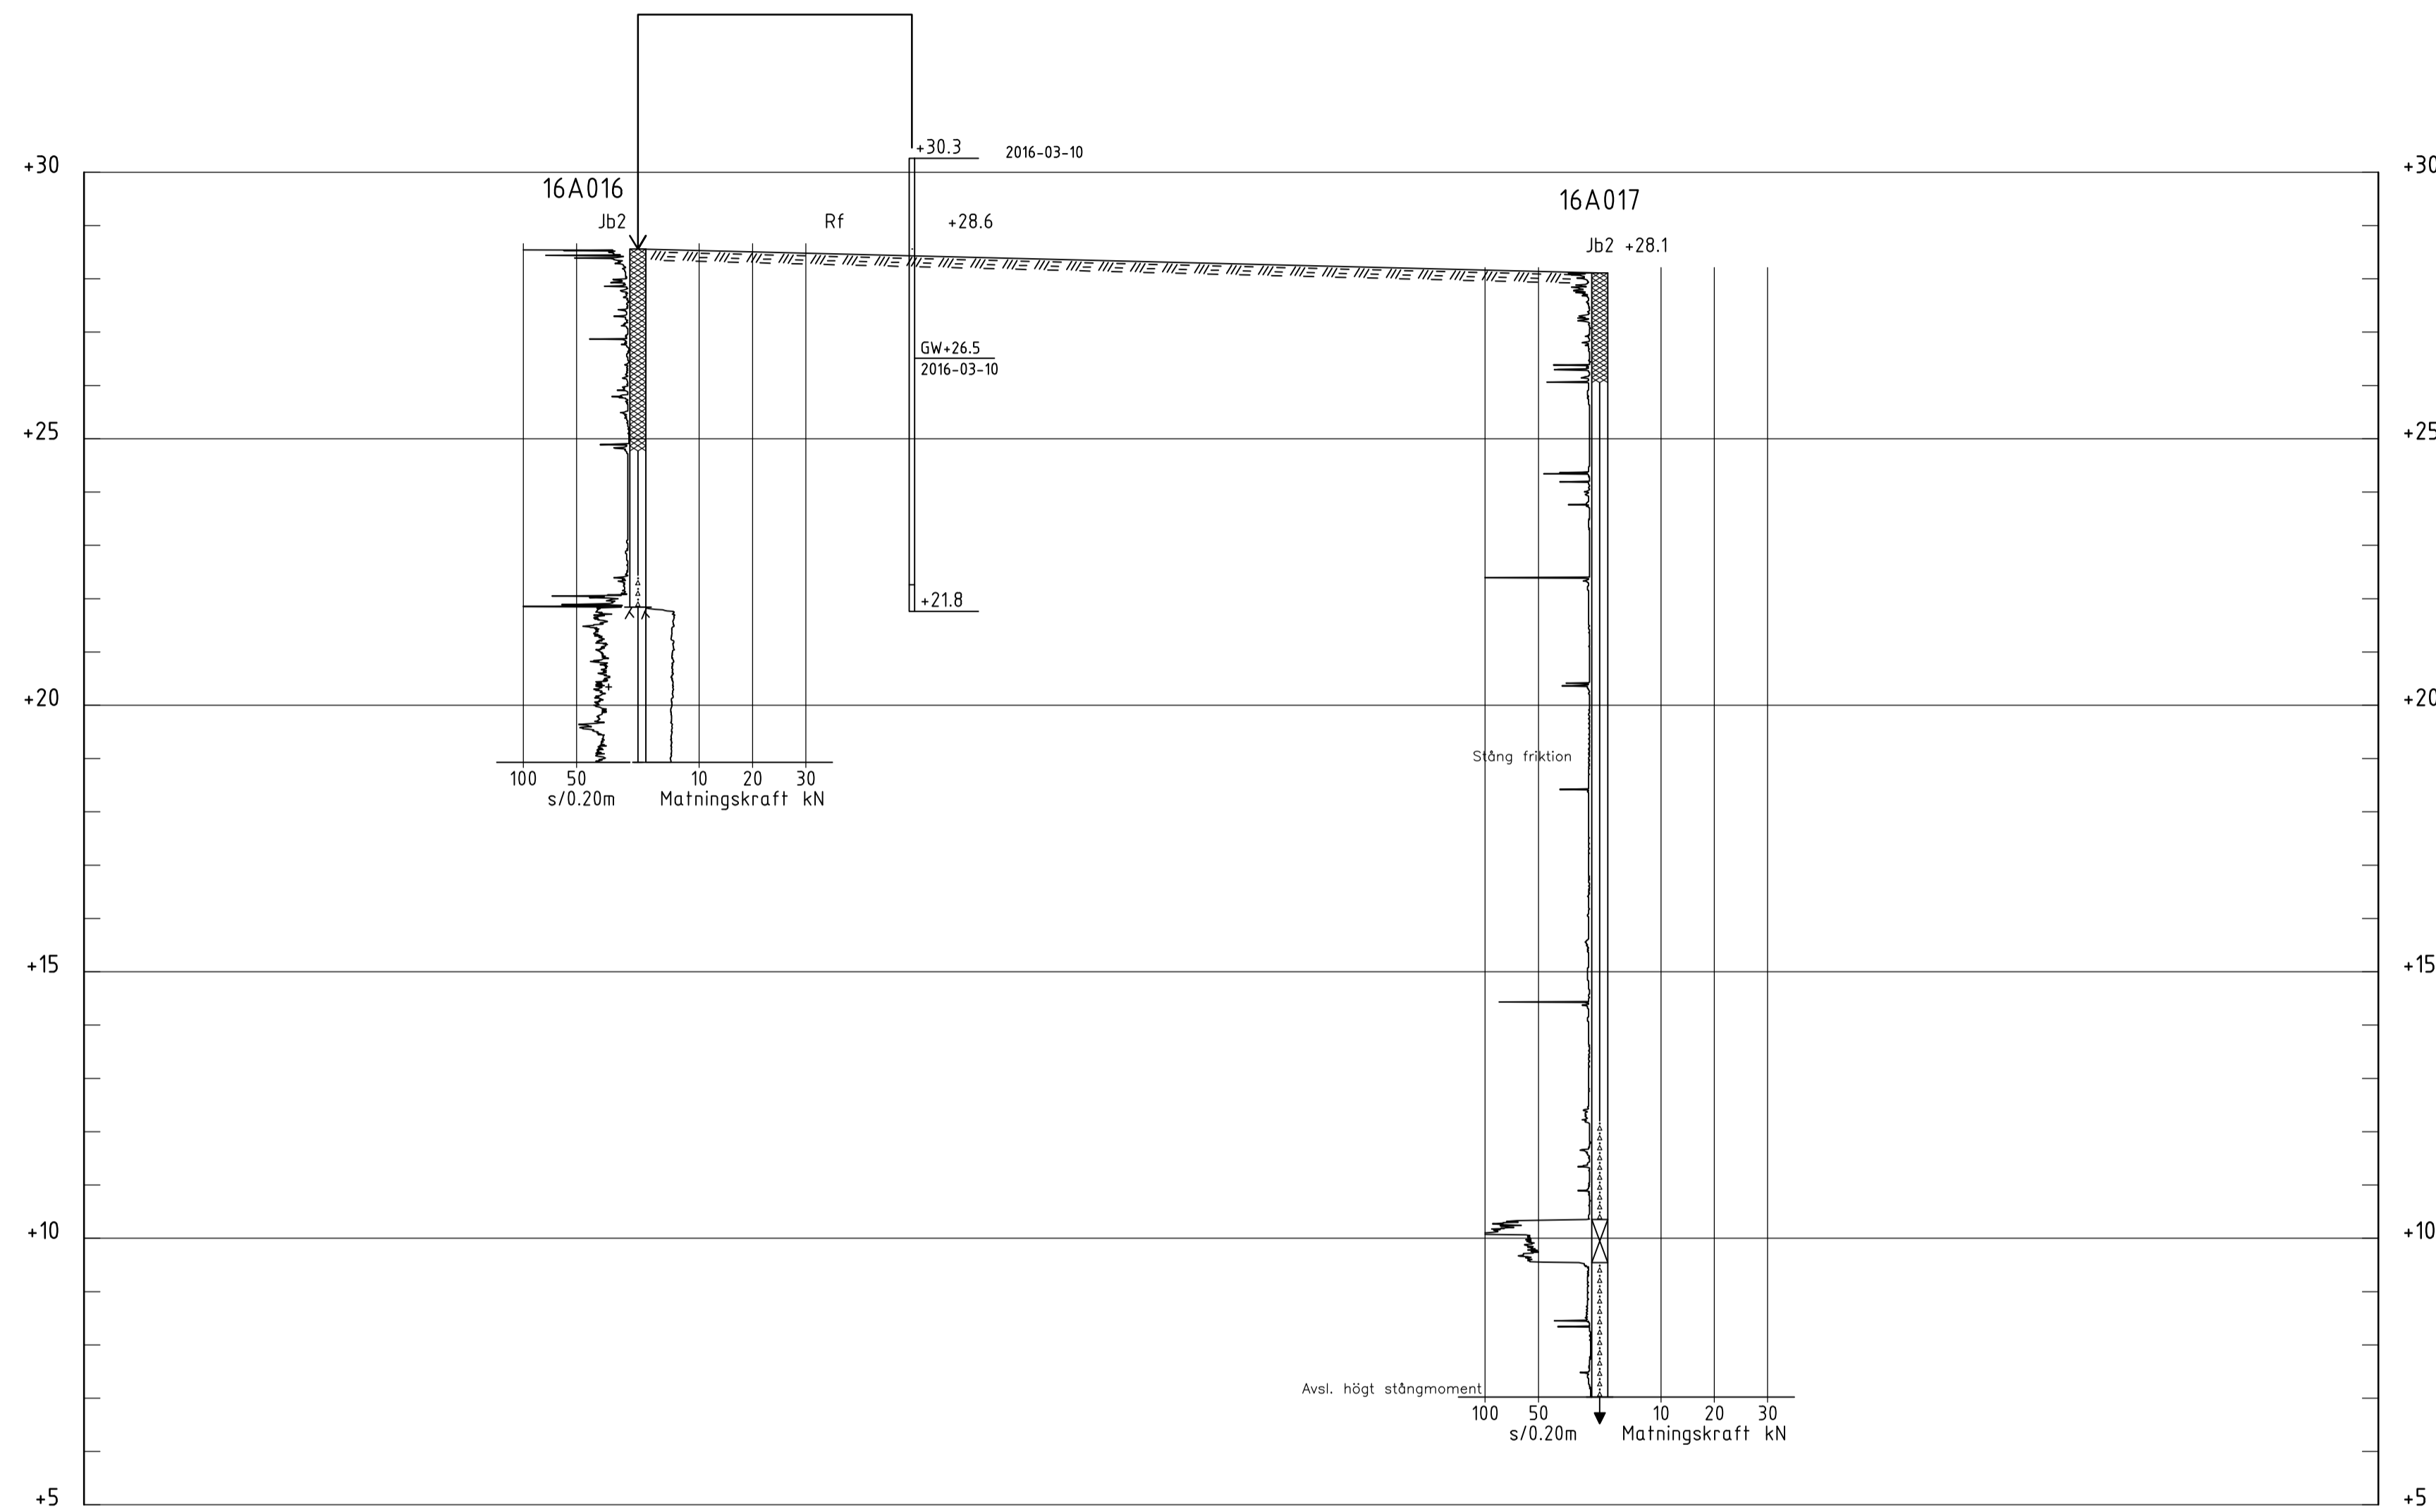 +30.3 2016-03-10
+30 +30
16A016
16A017
Jb2 Rf +28.6
Jb2 +28.1
GW+26.5
2016-03-10
+25 +25
+21.8
+20 +20
Stång friktion
100 50 10 20 30
s/0.20m Matningskraft kN
+15 +15
+10 +10
Avsl. högt stångmoment
100 50 10 20 30
s/0.20m Matningskraft kN
+5 +5